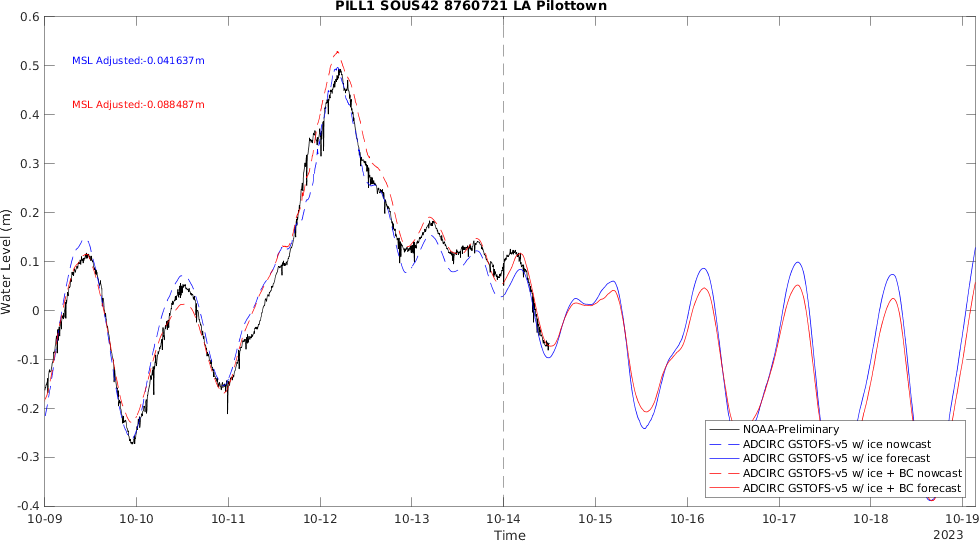 PILL1 SOUS42 8760721 LA Pilottown
0.6
0.5
0.4
0.3
0.2
0.1
0
-0.1
-0.2
-0.3
-0.4
Water Level (m)
MSL Adjusted:-0.041637m
MSL Adjusted:-0.088487m
NOAA-Preliminary
ADCIRC GSTOFS-v5 w/ ice nowcast
ADCIRC GSTOFS-v5 w/ ice forecast
ADCIRC GSTOFS-v5 w/ ice + BC nowcast
ADCIRC GSTOFS-v5 w/ ice + BC forecast
10-09 10-10 10-11 10-12 10-13 10-14 10-15 10-16 10-17 10-18 10-19
Time
2023